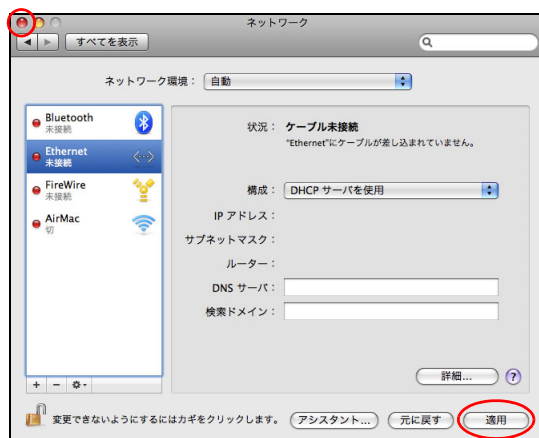 ネットワーク
すべてを表示
ネットワーク環境： 自動
Bluetooth
未接続
Ethernet
未接続
FireWire
未接続
AirMac
切
状況： ケーブル未接続
"Ethernet"にケーブルが差し込まれていません。
構成： DHCP サーバを使用
IP アドレス：
サブネットマスク：
ルーター：
DNS サーバ：
検索ドメイン：
詳細... ?
変更できないようにするにはカギをクリックします。 アシスタント... 元に戻す 適用